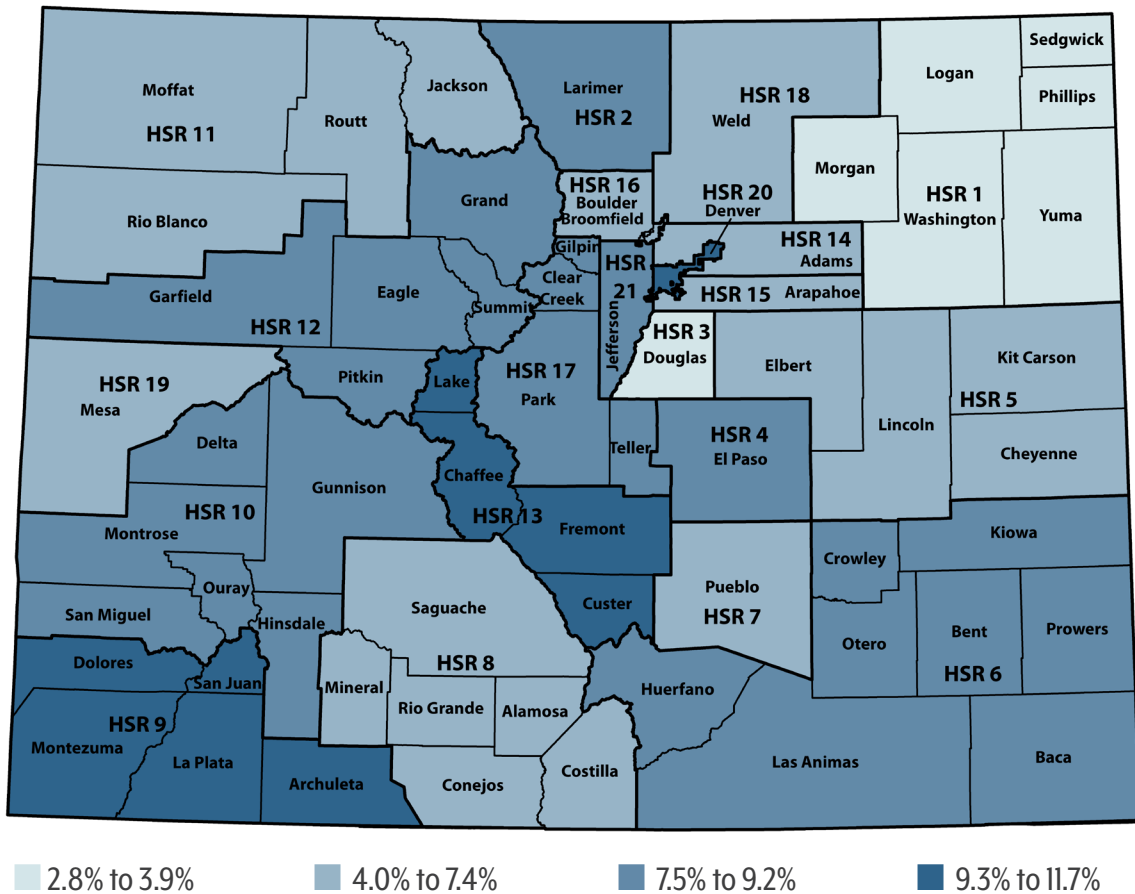 Sedgwick
Logan
Phillips
Moffat
HSR 11
Jackson
Routt
Larimer
HSR 2
HSR 18
Weld
Morgan
HSR 1
Washington
Yuma
Rio Blanco
Grand
HSR 16
Boulder
Broomfield
HSR 20
Denver
HSR 14
Adams
Gilpin
HSR
21
Jefferson
Clear
Creek
HSR 15
Arapahoe
Garfield
HSR 12
Eagle
Summit
HSR 3
Douglas
Elbert
Kit Carson
HSR 5
Lincoln
Cheyenne
HSR 19
Mesa
Pitkin
Lake
HSR 17
Park
Delta
Gunnison
Chaffee
Teller
HSR 4
El Paso
HSR 10
Montrose
HSR 13
Fremont
Kiowa
Crowley
Ouray
San Miguel
Hinsdale
Saguache
HSR 8
Custer
Pueblo
HSR 7
Otero
Bent
HSR 6
Prowers
Dolores
San Juan
HSR 9
Montezuma
La Plata
Mineral
Rio Grande
Alamosa
Huerfano
Archuleta
Conejos
Costilla
Las Animas
Baca
2.8% to 3.9%
4.0% to 7.4%
7.5% to 9.2%
9.3% to 11.7%